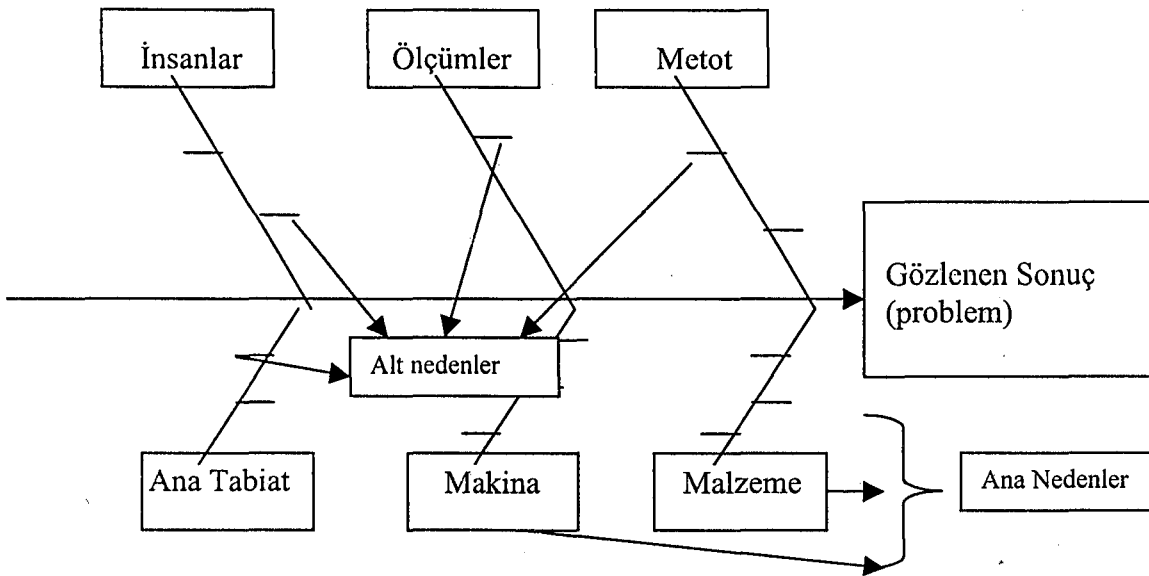 İnsanlar
Ölçümler
Metot
Gözlenen Sonuç
(problem)
Alt nedenler
Ana Tabiat
Makina
Malzeme
Ana Nedenler